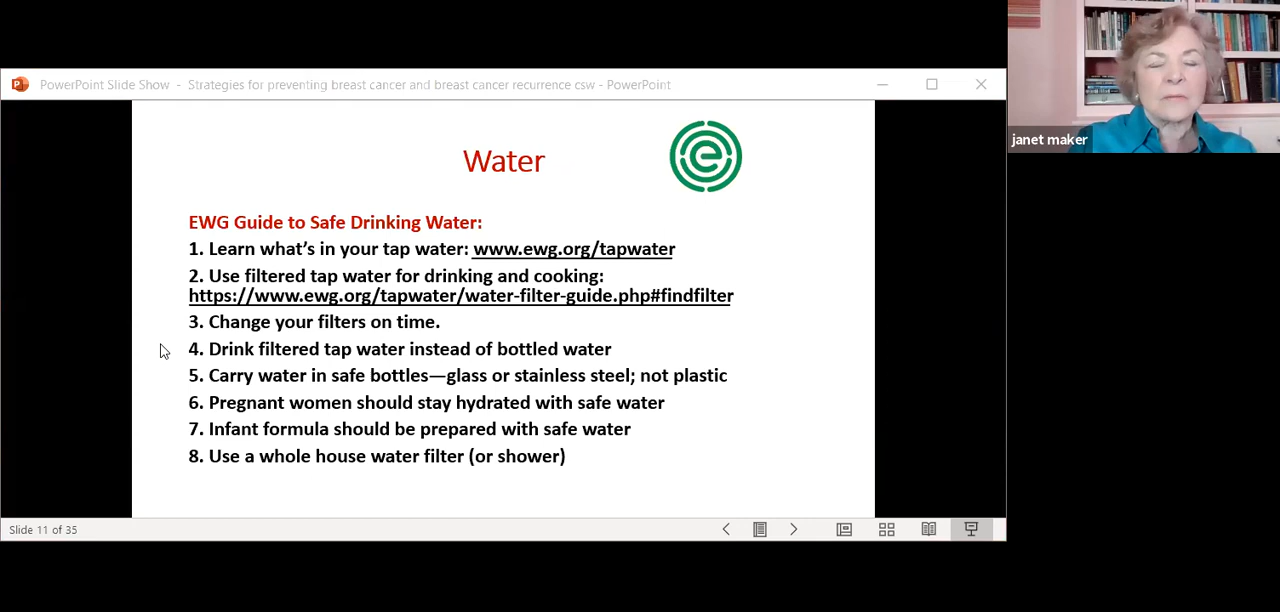 PowerPoint Slide Show - Strategies for preventing breast cancer and breast cancer recurrence csw - PowerPoint
janet maker
Water
EWG Guide to Safe Drinking Water:
1. Learn what's in your tap water: www.ewg.org/tapwater
2. Use filtered tap water for drinking and cooking:
https://www.ewg.org/tapwater/water-filter-guide.php#findfilter
3. Change your filters on time.
4. Drink filtered tap water instead of bottled water
5. Carry water in safe bottles—glass or stainless steel; not plastic
6. Pregnant women should stay hydrated with safe water
7. Infant formula should be prepared with safe water
8. Use a whole house water filter (or shower)
Slide 11 of 35